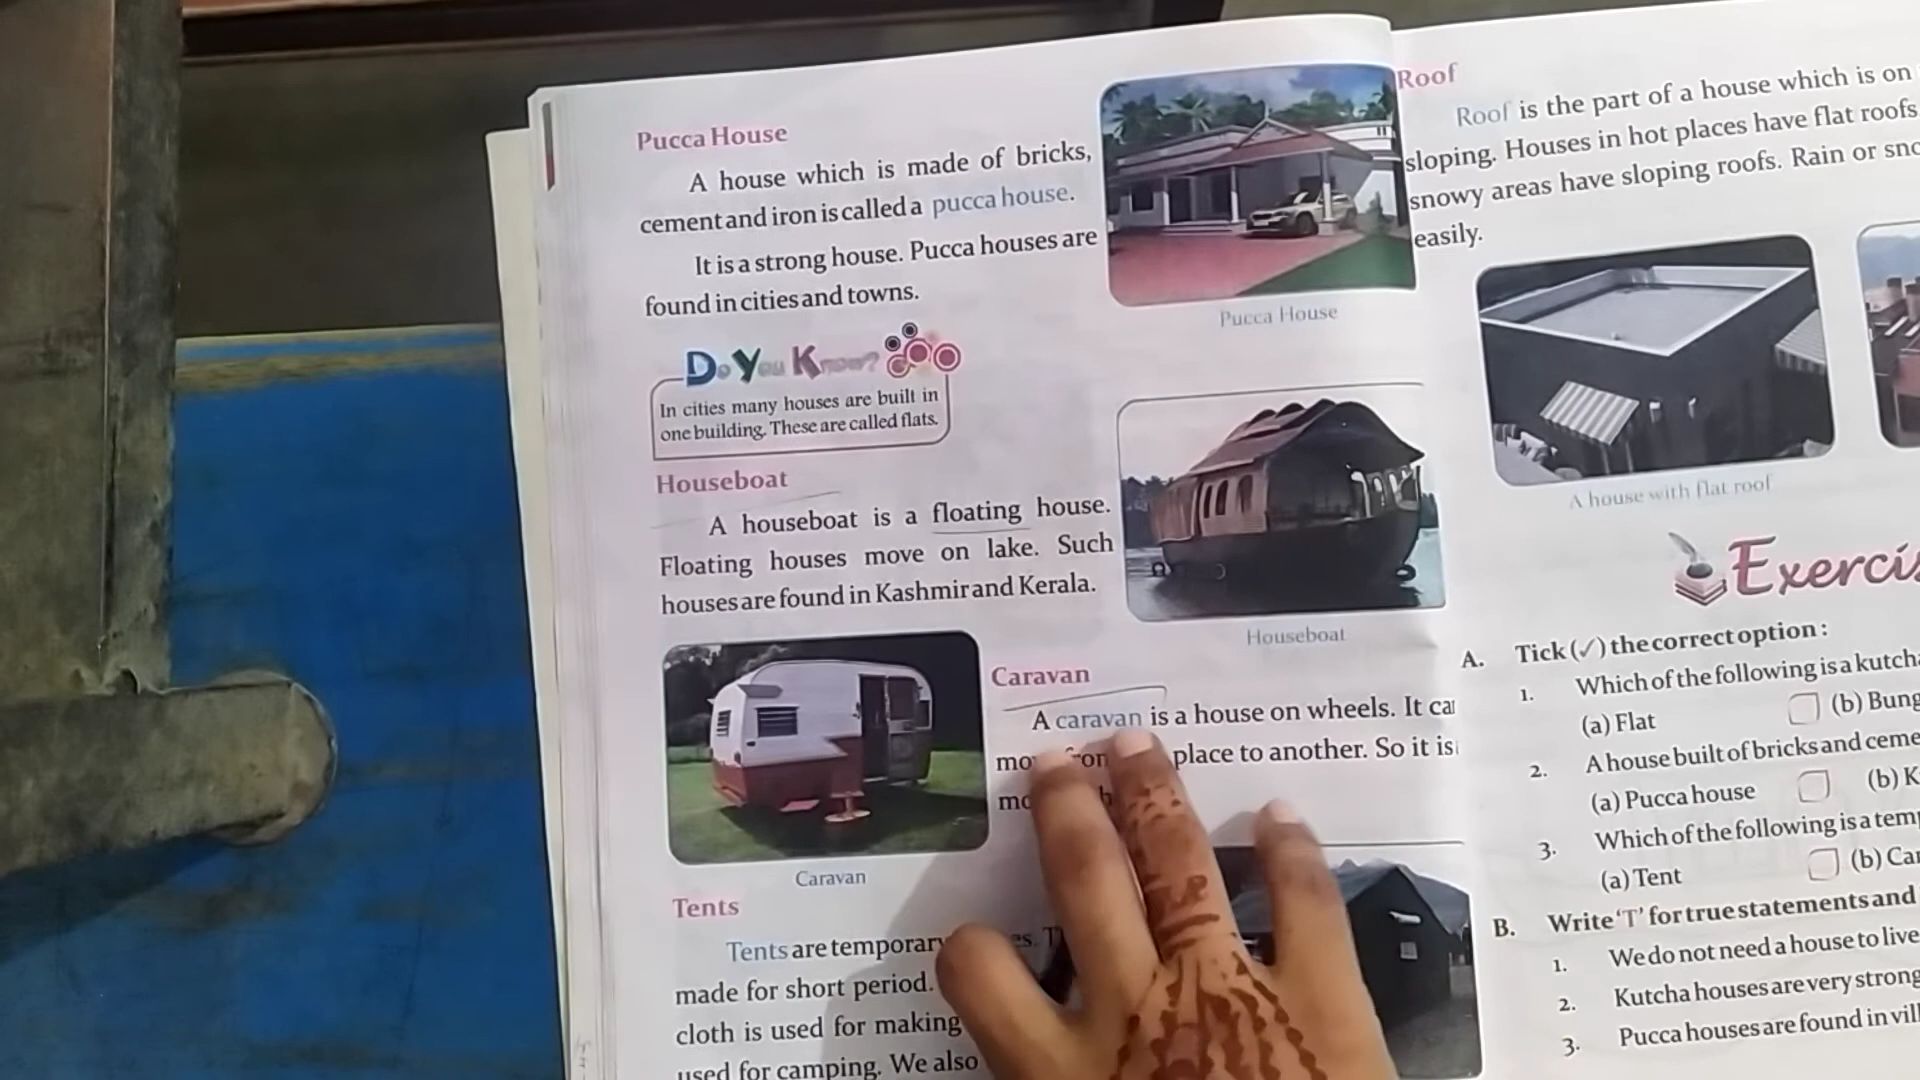 Pucca House
A house which is made of bricks,
cement and iron is called a pucca house.
It is a strong house. Pucca houses are
found in cities and towns.
Pucca House
Do You Know?
In cities many houses are built in
one building. These are called flats.
Houseboat
A houseboat is a floating house.
Floating houses move on lake. Such
houses are found in Kashmir and Kerala.
Houseboat
Caravan
A caravan is a house on wheels. It
place to another. So it is
Caravan
Tents
Tents are temporary
made for short period.
cloth is used for making
used for camping. We also
Roof
Roof is the part of a house which is on
sloping. Houses in hot places have flat roofs
snowy areas have sloping roofs. Rain or
easily.
A house with flat roof
A. Tick (✓) the correct option :
1. Which of the following is a
(a) Flat (b)
2. A house built of bricks and
(a) Pucca house (b)
3. Which of the following is a
(a) Tent (b)
B. Write 'T' for true statements and
1. We do not need a house to live
2. Kutcha houses are very strong
3. Pucca houses are found in